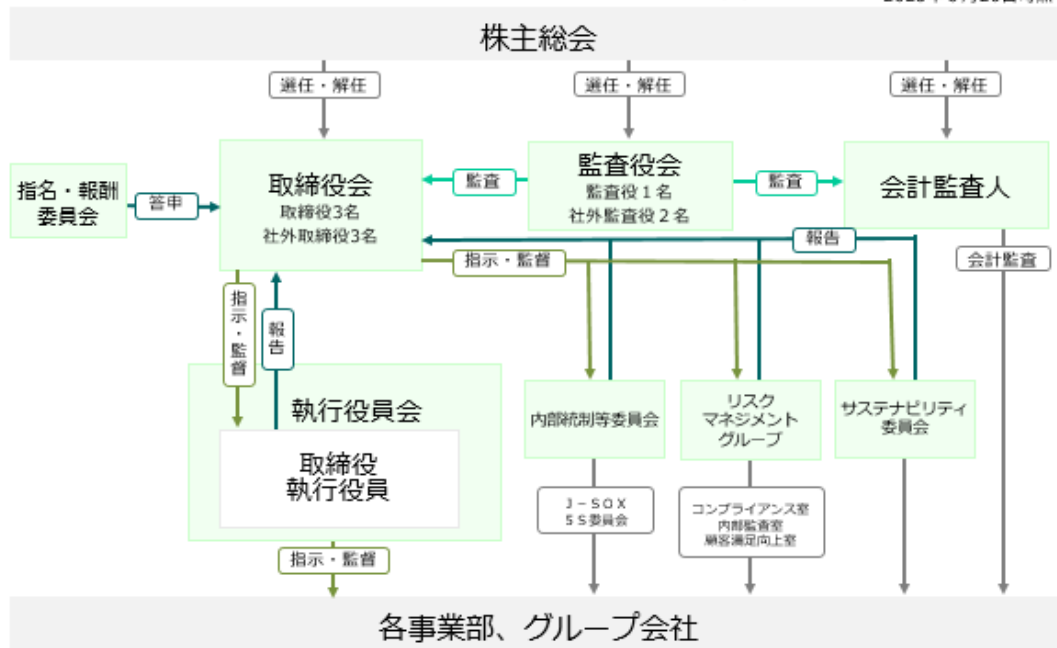 株主総会
選任・解任
選任・解任
選任・解任
指名・報酬
委員会
答申
取締役会
取締役3名
社外取締役3名
監査
監査役会
監査役1名
社外監査役2名
監査
会計監査人
報告
指示・監督
会計監査
指示・監督
報告
執行役員会
取締役
執行役員
内部統制等委員会
リスク
マネジメント
グループ
サステナビリティ
委員会
J-SOX
5S委員会
コンプライアンス室
内部監査室
顧客満足向上室
指示・監督
各事業部、グループ会社